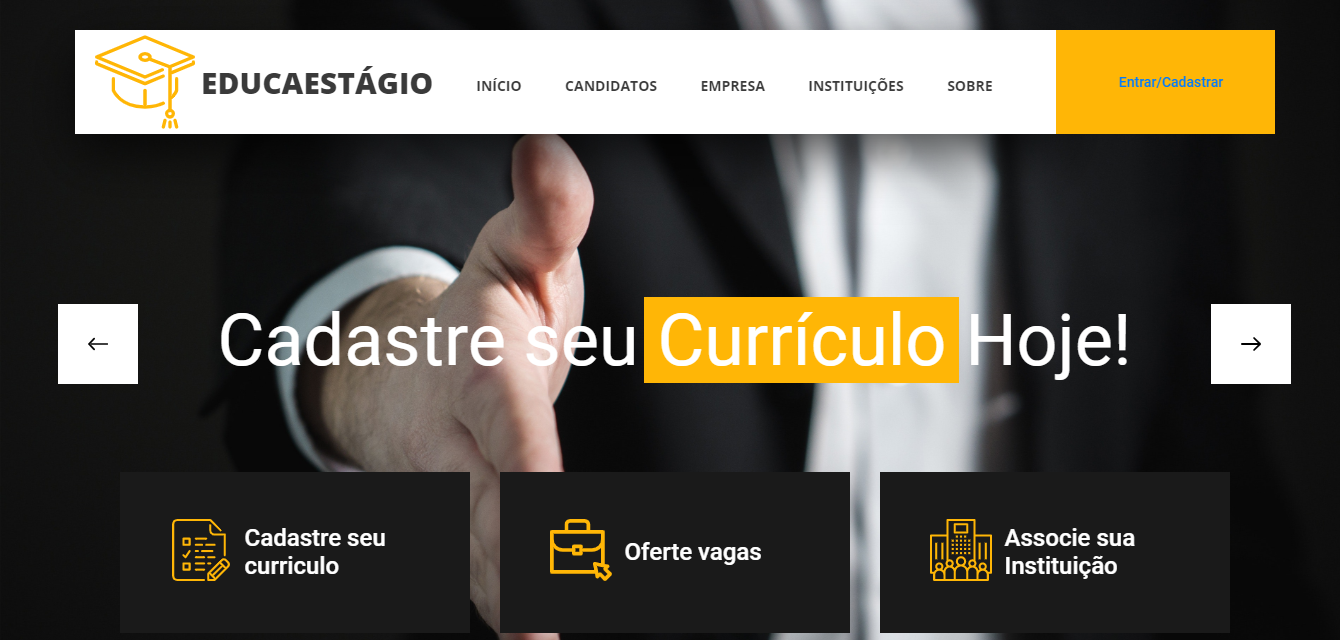 EDUCAESTÁGIO
INÍCIO
CANDIDATOS
EMPRESA
INSTITUIÇÕES
SOBRE
Entrar/Cadastrar
Cadastre seu Currículo Hoje!
Cadastre seu
curriculo
Oferte vagas
Associe sua
Instituição